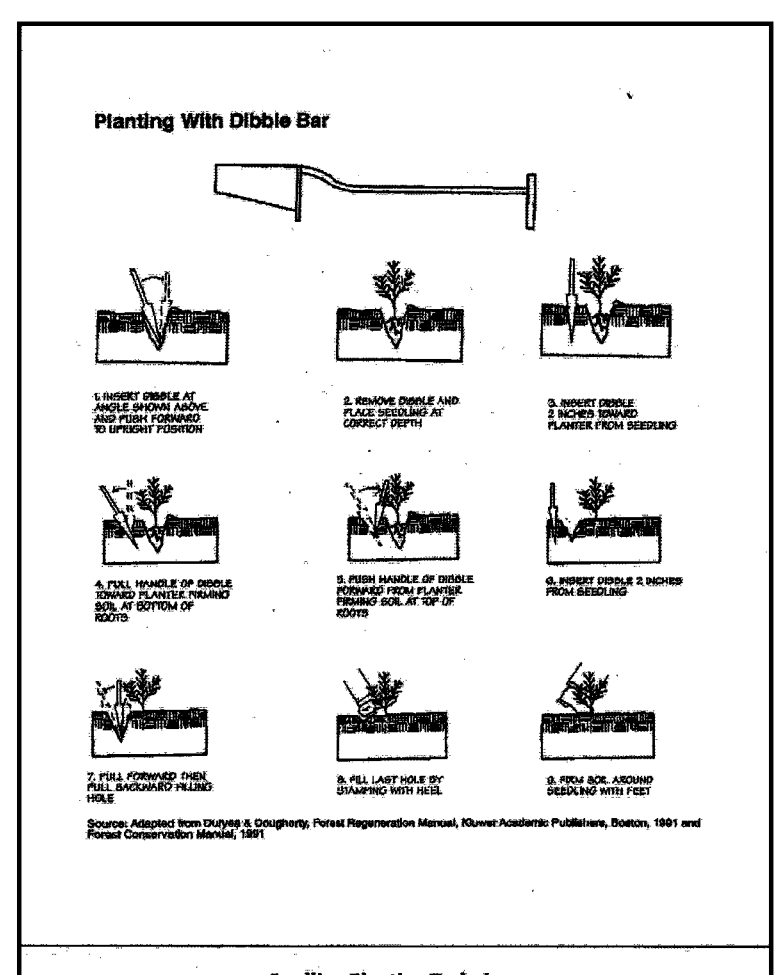 Planting With Dibble Bar
1. INSERT DIBBLE AT
ANGLE SHOWN ABOVE
AND PUSH FORWARD
TO UPRIGHT POSITION
2. REMOVE DIBBLE AND
PLACE SEEDLING AT
CORRECT DEPTH
3. INSERT DIBBLE
2 INCHES TOWARD
PLANTER FROM SEEDLING
4. PULL HANDLE OF DIBBLE
TOWARD PLANTER FIRMING
SOIL AT BOTTOM OF
ROOTS
5. PUSH HANDLE OF DIBBLE
FORWARD FROM PLANTER
FIRMING SOIL AT TOP OF
ROOTS
6. INSERT DIBBLE 2 INCHES
FROM SEEDLING
7. PULL FORWARD THEN
PULL BACKWARD FILLING
HOLE
8. FILL LAST HOLE BY
STAMPING WITH HEEL
9. FIRM SOIL AROUND
SEEDLING WITH FEET
Source: Adapted from Duryea & Dougherty, Forest Regeneration Manual, Kluwer Academic Publishers, Boston, 1991 and
Forest Conservation Manual, 1991